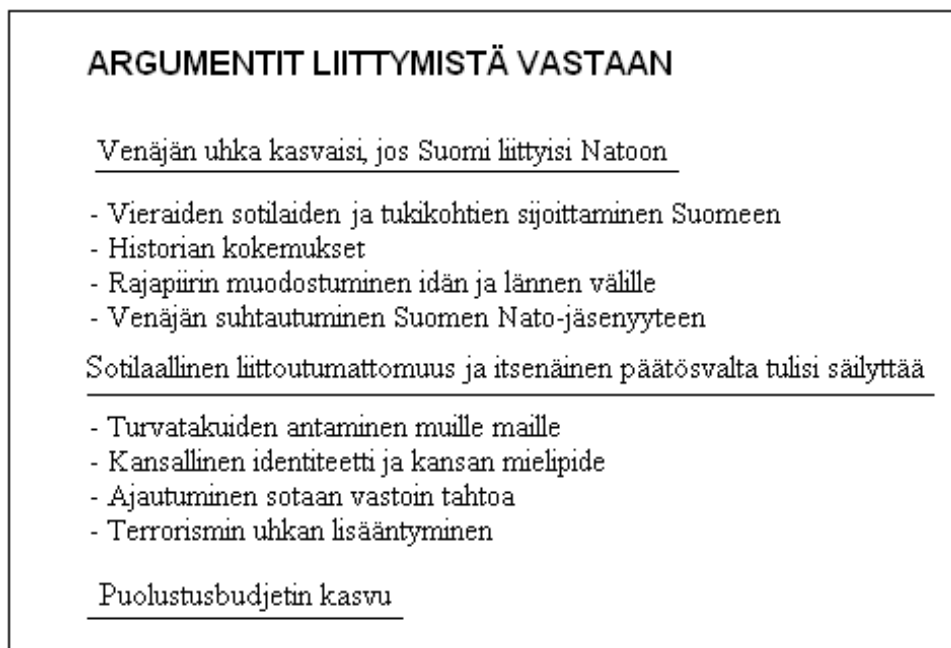 ARGUMENTIT LIITTYMISTÄ VASTAAN
Venäjän uhka kasvaisi, jos Suomi liittyisi Natoon
- Vieraiden sotilaiden ja tukikohtien sijoittaminen Suomeen
- Historian kokemukset
- Rajapiirin muodostuminen idän ja lännen välille
- Venäjän suhtautuminen Suomen Nato-jäsenyyteen
Sotilaallinen liittoutumattomuus ja itsenäinen päätösvalta tulisi säilyttää
- Turvatakuiden antaminen muille maille
- Kansallinen identiteetti ja kansan mielipide
- Ajautuminen sotaan vastoin tahtoa
- Terrorismin uhkan lisääntyminen
Puolustusbudjetin kasvu